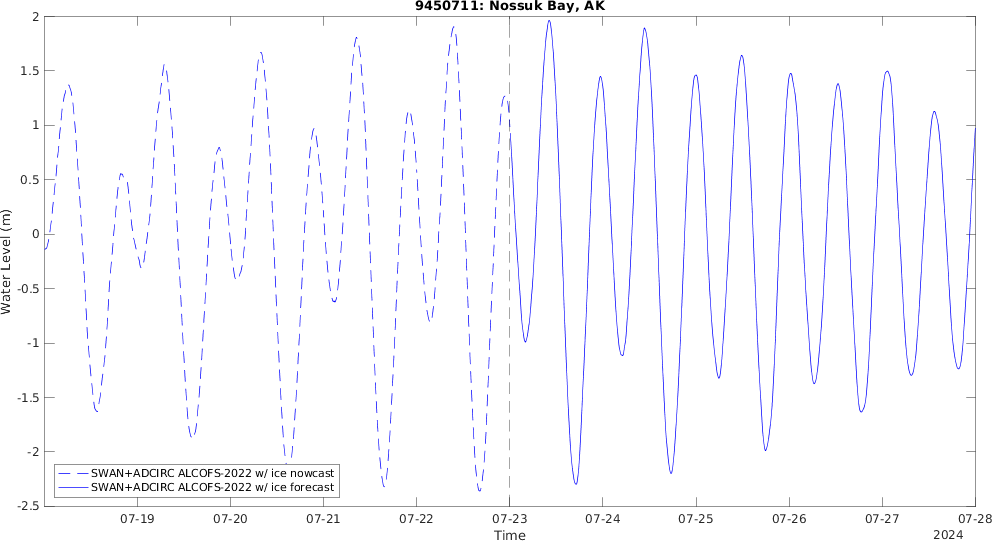 9450711: Nossuk Bay, AK
2
1.5
1
0.5
0
-0.5
-1
-1.5
-2
-2.5
Water Level (m)
SWAN+ADCIRC ALCOFS-2022 w/ ice nowcast
SWAN+ADCIRC ALCOFS-2022 w/ ice forecast
07-19 07-20 07-21 07-22 07-23 07-24 07-25 07-26 07-27 07-28
Time
2024